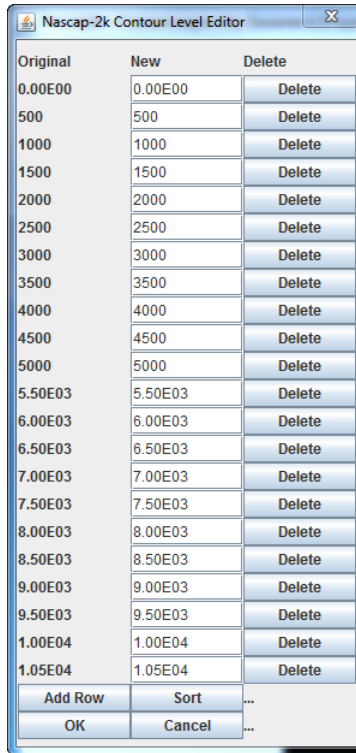 Nascap-2k Contour Level Editor
Original New Delete
0.00E00 0.00E00 Delete
500 500 Delete
1000 1000 Delete
1500 1500 Delete
2000 2000 Delete
2500 2500 Delete
3000 3000 Delete
3500 3500 Delete
4000 4000 Delete
4500 4500 Delete
5000 5000 Delete
5.50E03 5.50E03 Delete
6.00E03 6.00E03 Delete
6.50E03 6.50E03 Delete
7.00E03 7.00E03 Delete
7.50E03 7.50E03 Delete
8.00E03 8.00E03 Delete
8.50E03 8.50E03 Delete
9.00E03 9.00E03 Delete
9.50E03 9.50E03 Delete
1.00E04 1.00E04 Delete
1.05E04 1.05E04 Delete
Add Row Sort ...
OK Cancel ...